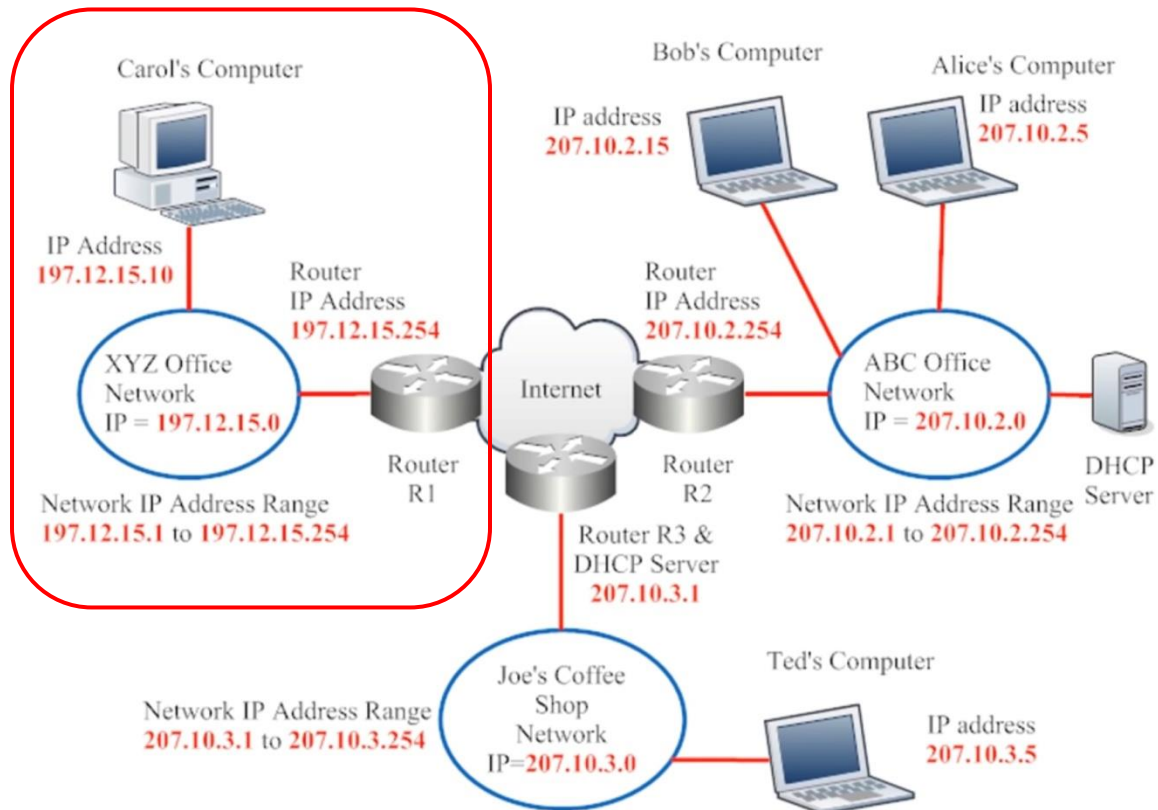 Carol's Computer
IP Address
197.12.15.10
Router
IP Address
197.12.15.254
XYZ Office
Network
IP = 197.12.15.0
Router
R1
Network IP Address Range
197.12.15.1 to 197.12.15.254
Internet
Bob's Computer
IP address
207.10.2.15
Alice's Computer
IP address
207.10.2.5
Router
IP Address
207.10.2.254
ABC Office
Network
IP = 207.10.2.0
Router
R2
DHCP
Server
Network IP Address Range
207.10.2.1 to 207.10.2.254
Router R3 &
DHCP Server
207.10.3.1
Joe's Coffee
Shop
Network
IP=207.10.3.0
Network IP Address Range
207.10.3.1 to 207.10.3.254
Ted's Computer
IP address
207.10.3.5